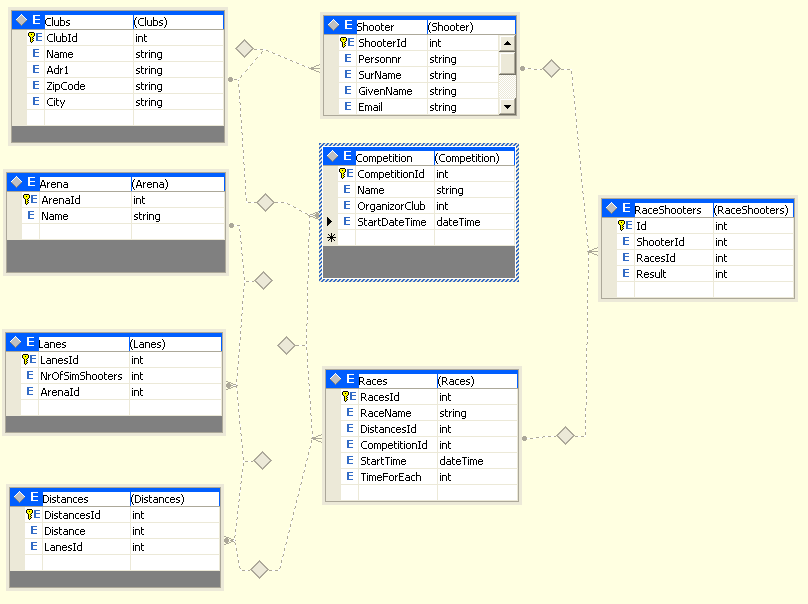 E Clubs (Clubs)
E ClubId int
E Name string
E Adr1 string
E ZipCode string
E City string
E Shooter (Shooter)
E ShooterId int
E Personnr string
E SurName string
E GivenName string
E Email string
E Arena (Arena)
E ArenaId int
E Name string
E Competition (Competition)
E CompetitionId int
E Name string
E OrganizorClub int
E StartDateTime dateTime
E RaceShooters (RaceShooters)
E Id int
E ShooterId int
E RacesId int
E Result int
E Lanes (Lanes)
E LanesId int
E NrOfSimShooters int
E ArenaId int
E Races (Races)
E RacesId int
E RaceName string
E DistancesId int
E CompetitionId int
E StartTime dateTime
E TimeForEach int
E Distances (Distances)
E DistancesId int
E Distance int
E LanesId int